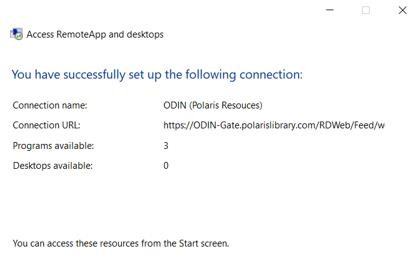 Access RemoteApp and desktops
You have successfully set up the following connection:
Connection name: ODIN (Polaris Resouces)
Connection URL: https://ODIN-Gate.polarislibrary.com/RDWeb/Feed/w
Programs available: 3
Desktops available: 0
You can access these resources from the Start screen.